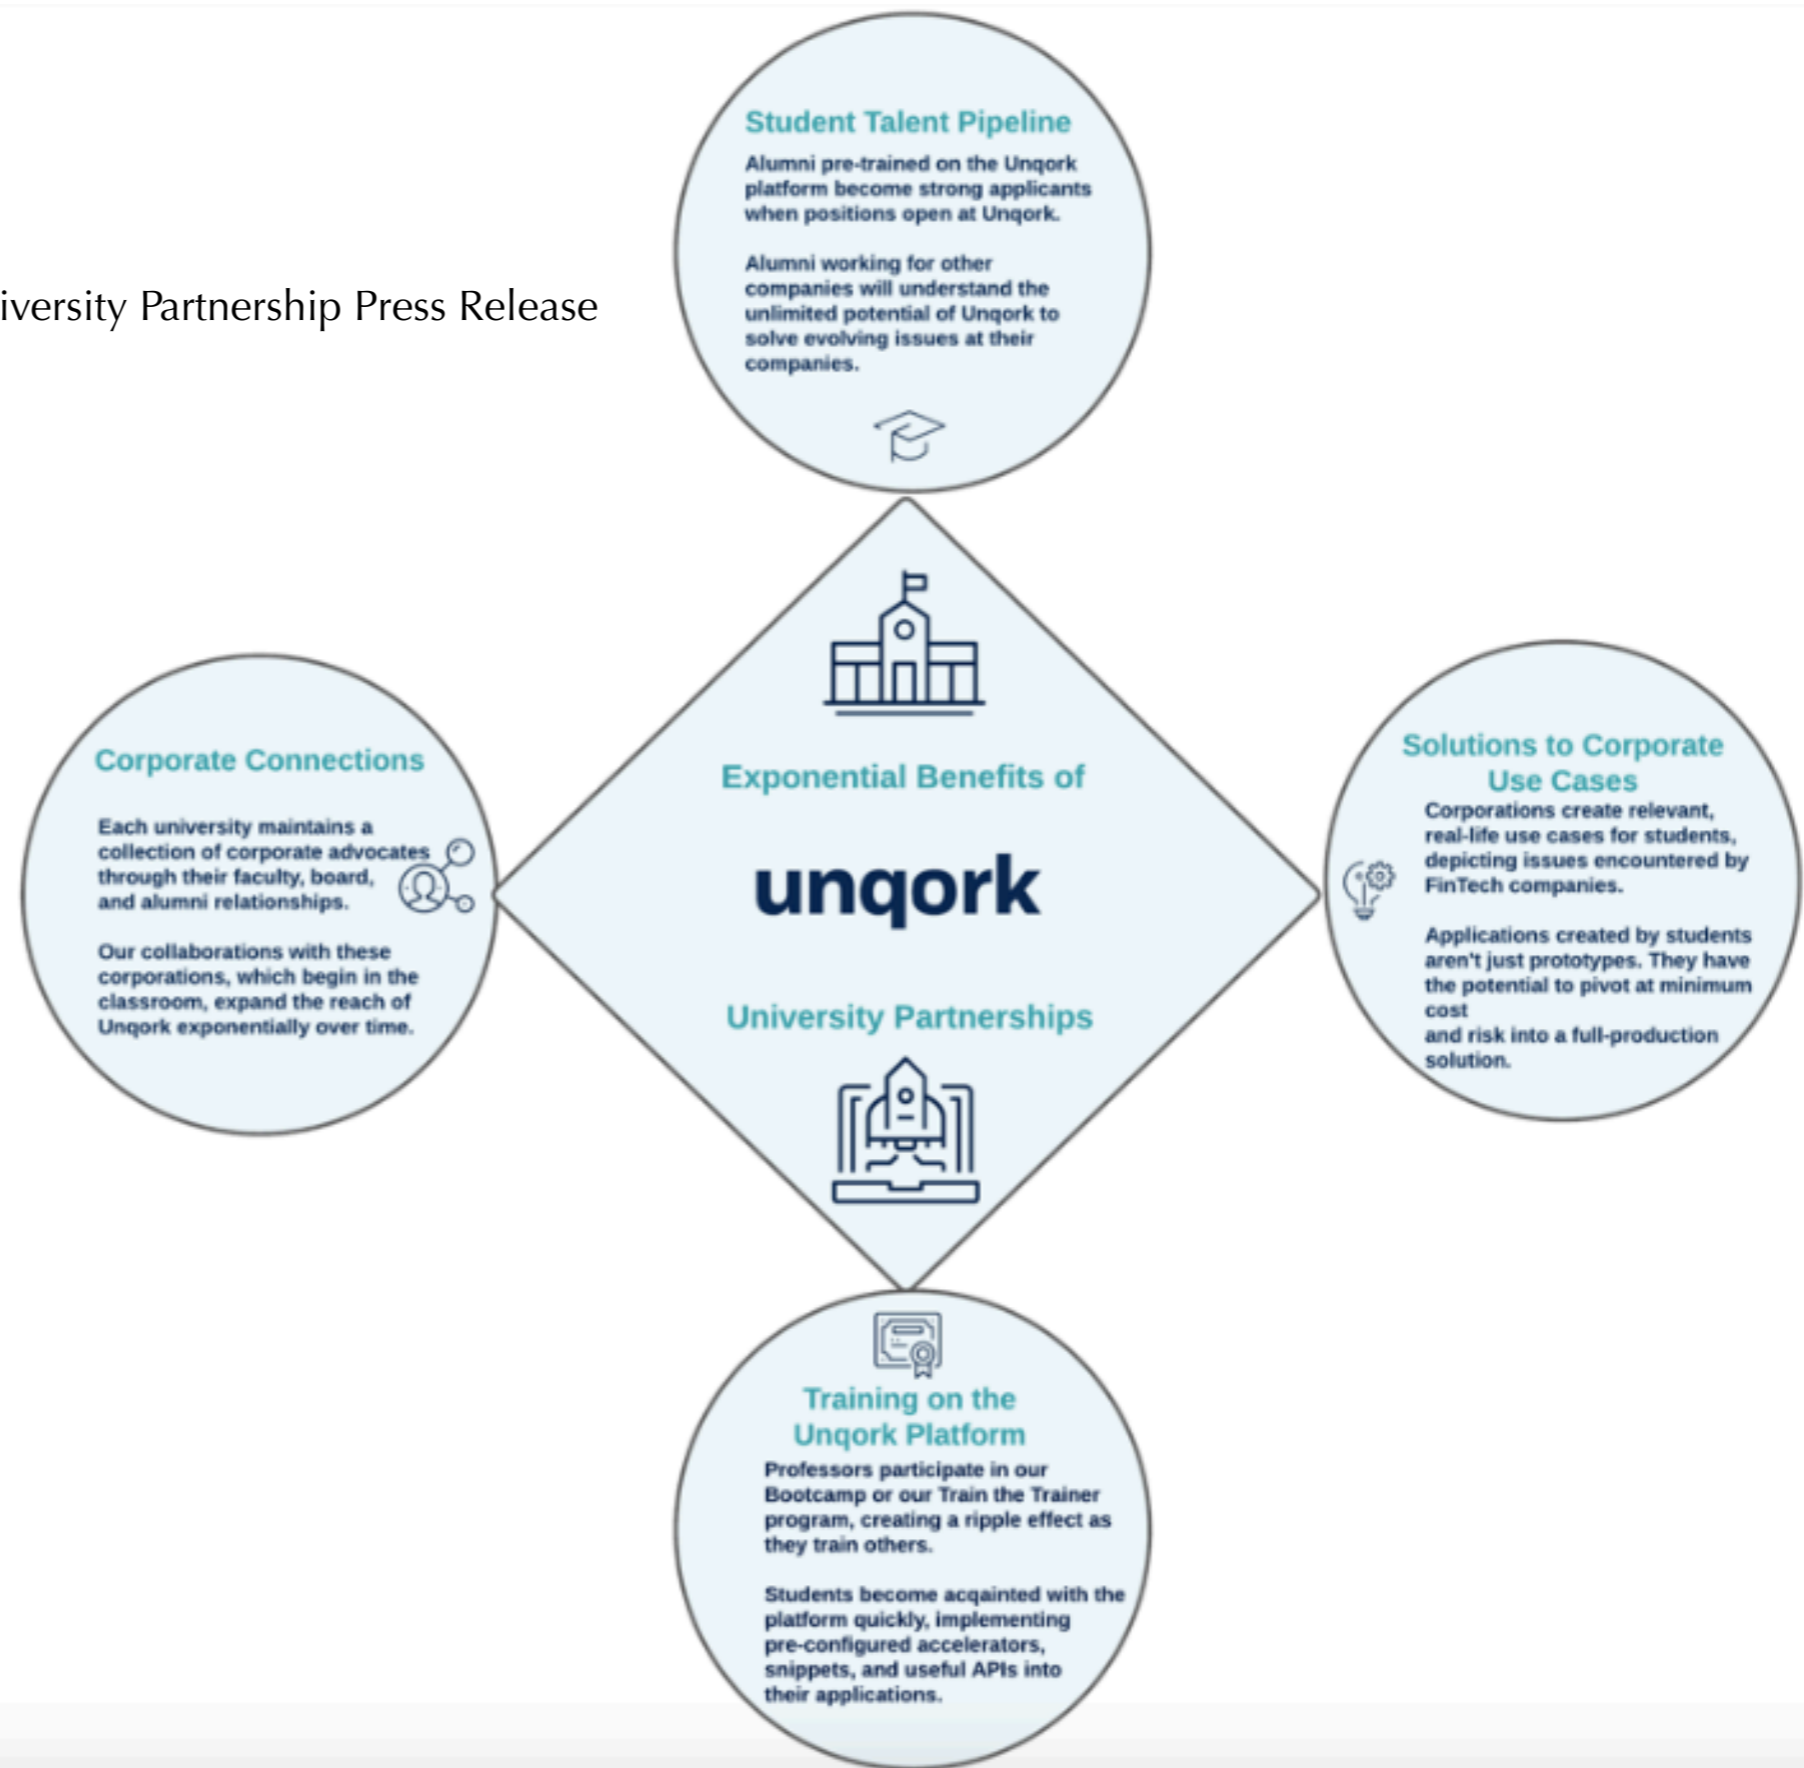 Student Talent Pipeline
Alumni pre-trained on the Unqork
platform become strong applicants
when positions open at Unqork.
Alumni working for other
companies will understand the
unlimited potential of Unqork to
solve evolving issues at their
companies.
iversity Partnership Press Release
Corporate Connections
Each university maintains a
collection of corporate advocates
through their faculty, board,
and alumni relationships.
Our collaborations with these
corporations, which begin in the
classroom, expand the reach of
Unqork exponentially over time.
Exponential Benefits of
unqork
University Partnerships
Solutions to Corporate
Use Cases
Corporations create relevant,
real-life use cases for students,
depicting issues encountered by
FinTech companies.
Applications created by students
aren't just prototypes. They have
the potential to pivot at minimum
cost
and risk into a full-production
solution.
Training on the
Unqork Platform
Professors participate in our
Bootcamp or our Train the Trainer
program, creating a ripple effect as
they train others.
Students become acqainted with the
platform quickly, implementing
pre-configured accelerators,
snippets, and useful APIs into
their applications.